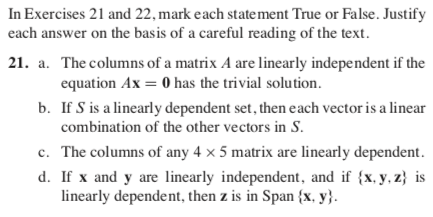 In Exercises 21 and 22, mark each statement True or False. Justify
each answer on the basis of a careful reading of the text.
21. a. The columns of a matrix A are linearly independent if the
equation Ax = 0 has the trivial solution.
b. If S is a linearly dependent set, then each vector is a linear
combination of the other vectors in S.
c. The columns of any 4 × 5 matrix are linearly dependent.
d. If x and y are linearly independent, and if {x, y, z} is
linearly dependent, then z is in Span {x, y}.